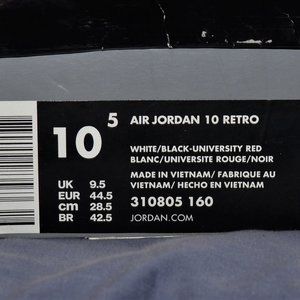 10 5
AIR JORDAN 10 RETRO
WHITE/BLACK-UNIVERSITY RED
BLANC/UNIVERSITE ROUGE/NOIR
MADE IN VIETNAM/ FABRIQUE AU
VIETNAM/ HECHO EN VIETNAM
UK 9.5
EUR 44.5
cm 28.5
BR 42.5
310805 160
JORDAN.COM